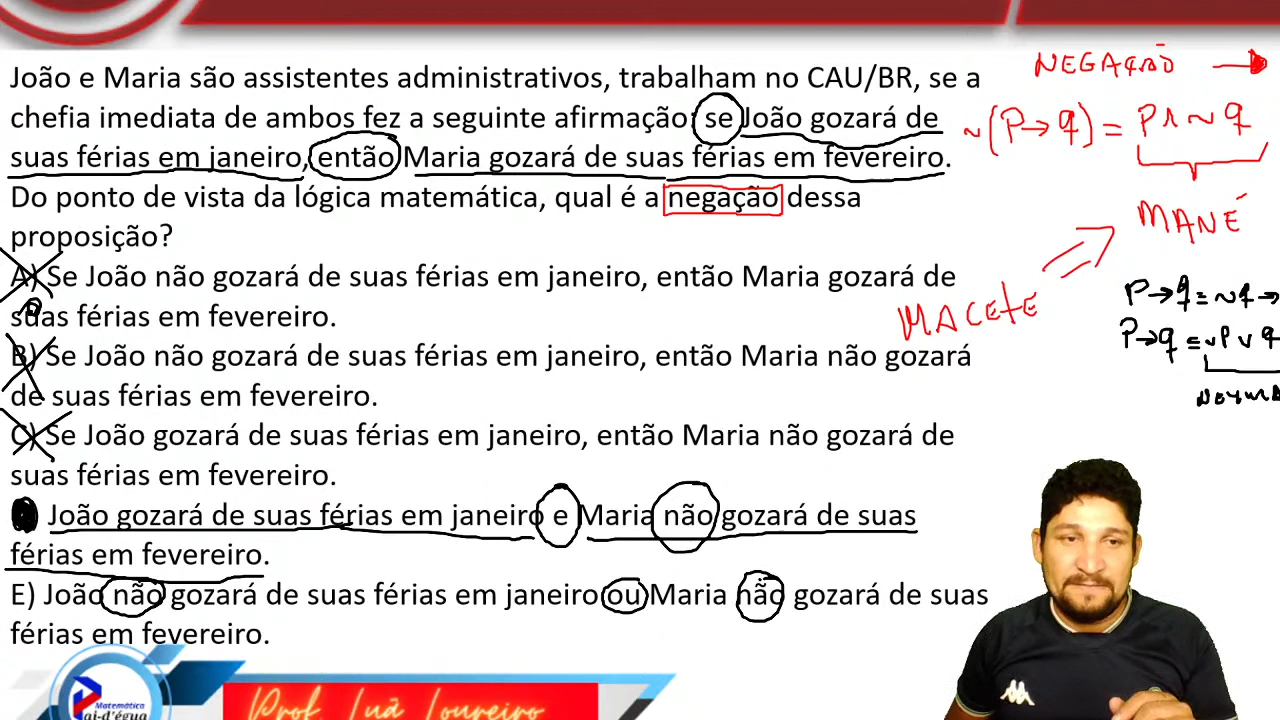 João e Maria são assistentes administrativos, trabalham no CAU/BR, se a
chefia imediata de ambos fez a seguinte afirmação: se João gozará de
suas férias em janeiro, então Maria gozará de suas férias em fevereiro.
Do ponto de vista da lógica matemática, qual é a negação dessa
proposição?
A) Se João não gozará de suas férias em janeiro, então Maria gozará de
suas férias em fevereiro.
B) Se João não gozará de suas férias em janeiro, então Maria não gozará
de suas férias em fevereiro.
C) Se João gozará de suas férias em janeiro, então Maria não gozará de
suas férias em fevereiro.
João gozará de suas férias em janeiro e Maria não gozará de suas
férias em fevereiro.
E) João não gozará de suas férias em janeiro ou Maria não gozará de suas
férias em fevereiro.
NEGAÇÃO →
~(P→q) = P ∧ ~q
MANÉ
MACETE
P→q ≡ ~q →
P→q ≡ ~P ∨ q
Matemática
Pai-d'égua
Prof. Luã Loureiro